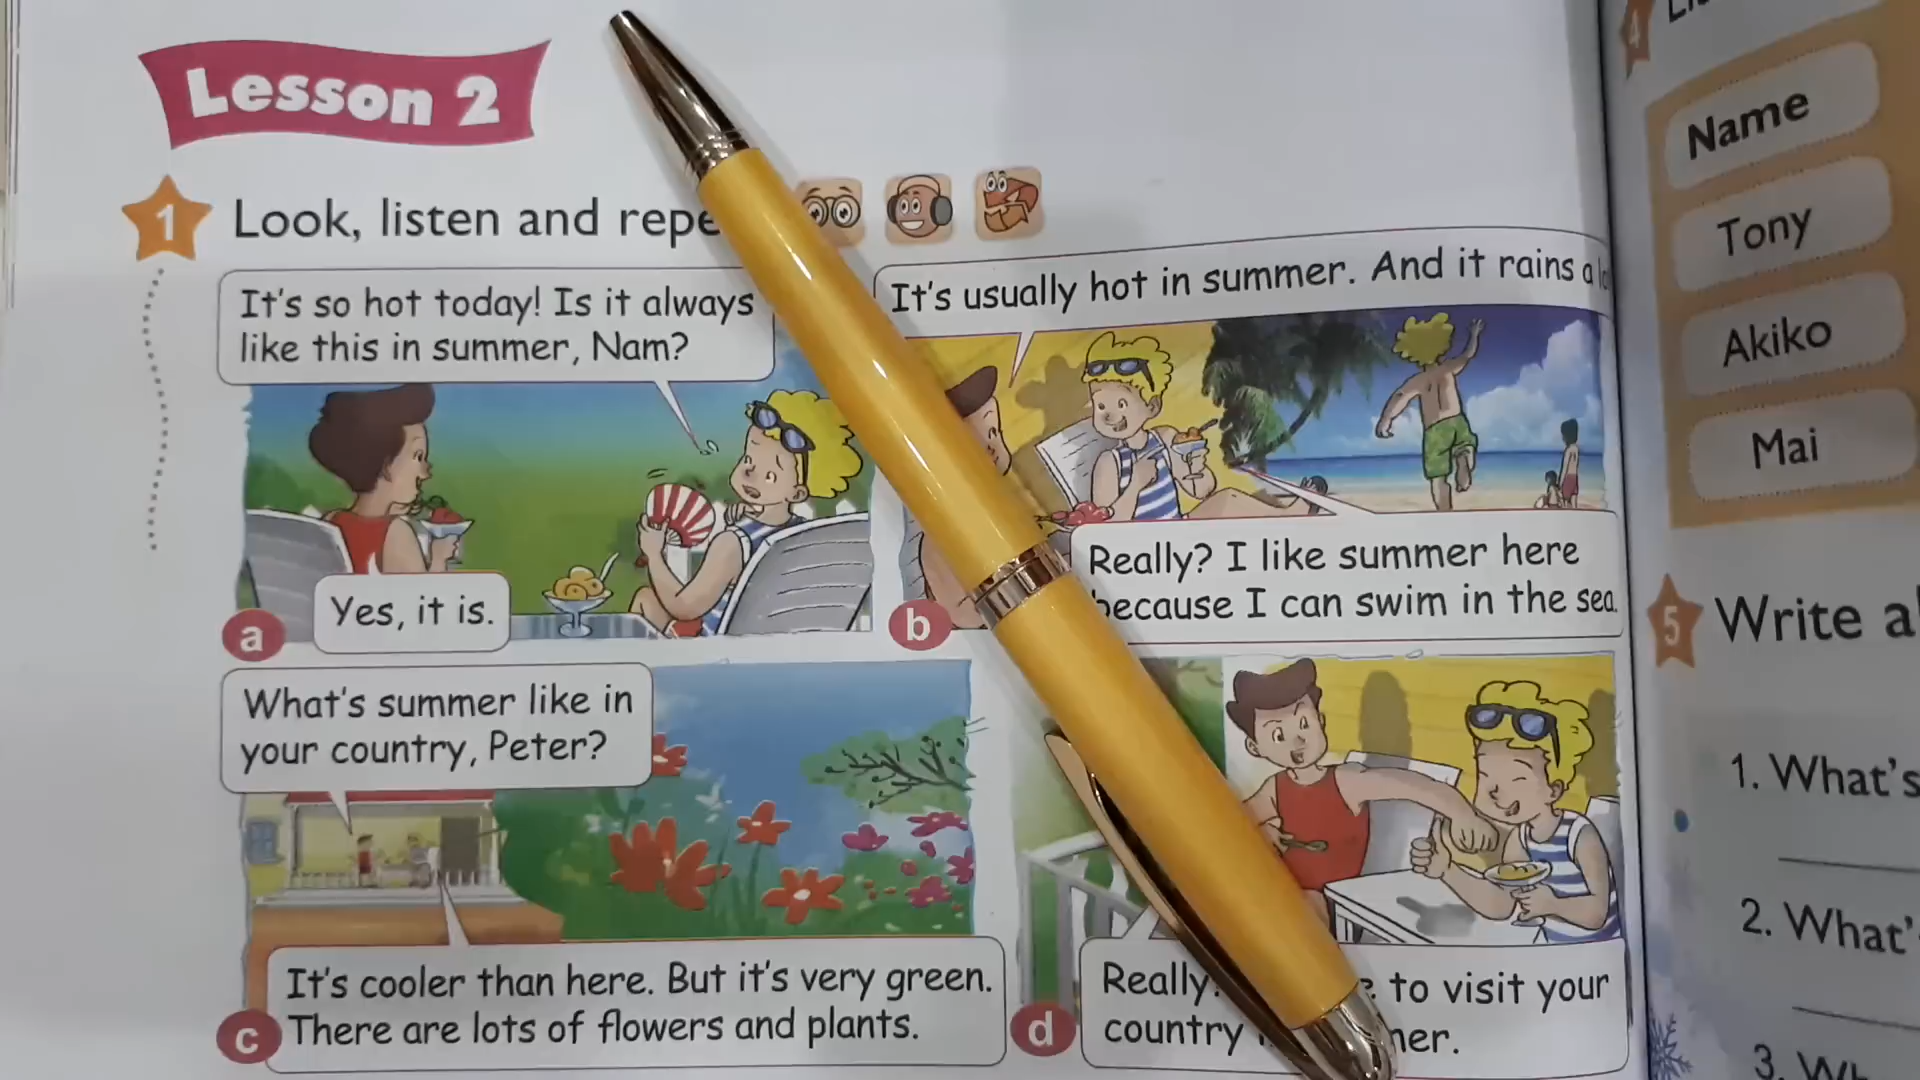 Lesson 2
1 Look, listen and repe
It's so hot today! Is it always
like this in summer, Nam?
Yes, it is.
a
It's usually hot in summer. And it rains a
Really? I like summer here
because I can swim in the sea.
b
What's summer like in
your country, Peter?
It's cooler than here. But it's very green.
There are lots of flowers and plants.
c
Really to visit your
country
d
4
Name
Tony
Akiko
Mai
5 Write a
1. What's
2. What'
3. Wh